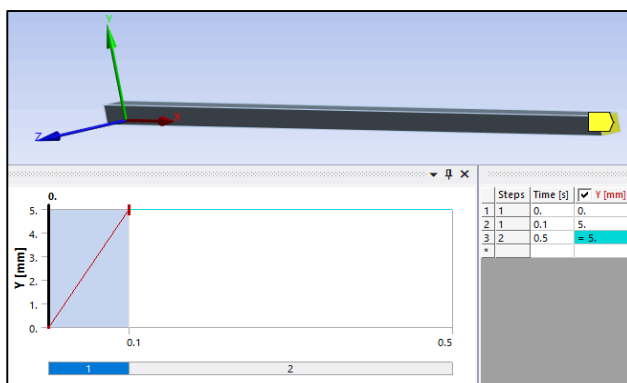 Y
Z
X
0.
5.
4.
3.
2.
1.
0.
Y [mm]
0.1
0.5
1
2
Steps Time [s] Y [mm]
1 1 0. 0.
2 1 0.1 5.
3 2 0.5 = 5.
*